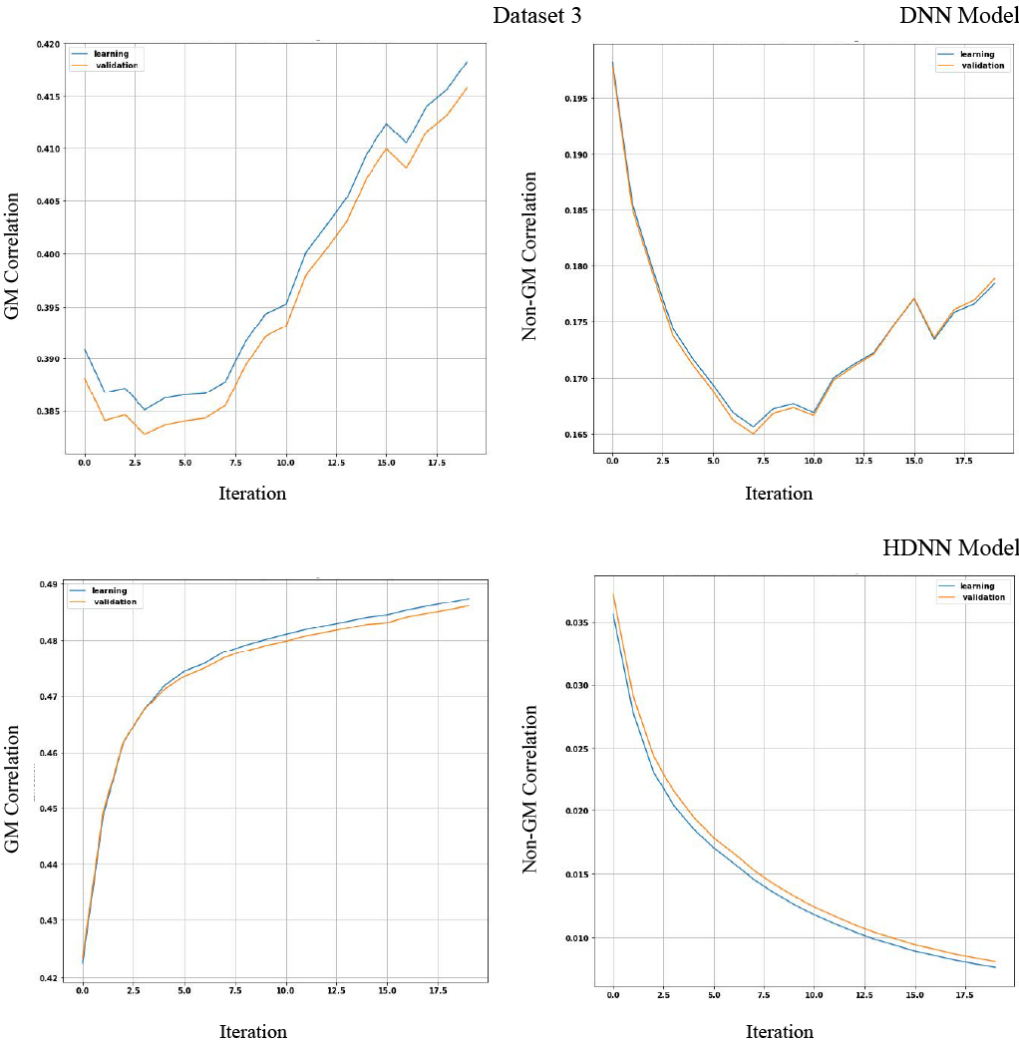 Dataset 3
DNN Model
learning
validation
0.420
0.415
0.410
0.405
0.400
0.395
0.390
0.385
0.0 2.5 5.0 7.5 10.0 12.5 15.0 17.5
GM Correlation
Iteration
learning
validation
0.195
0.190
0.185
0.180
0.175
0.170
0.165
0.0 2.5 5.0 7.5 10.0 12.5 15.0 17.5
Non-GM Correlation
Iteration
HDNN Model
learning
validation
0.49
0.48
0.47
0.46
0.45
0.44
0.43
0.42
0.0 2.5 5.0 7.5 10.0 12.5 15.0 17.5
GM Correlation
Iteration
learning
validation
0.035
0.030
0.025
0.020
0.015
0.010
0.0 2.5 5.0 7.5 10.0 12.5 15.0 17.5
Non-GM Correlation
Iteration